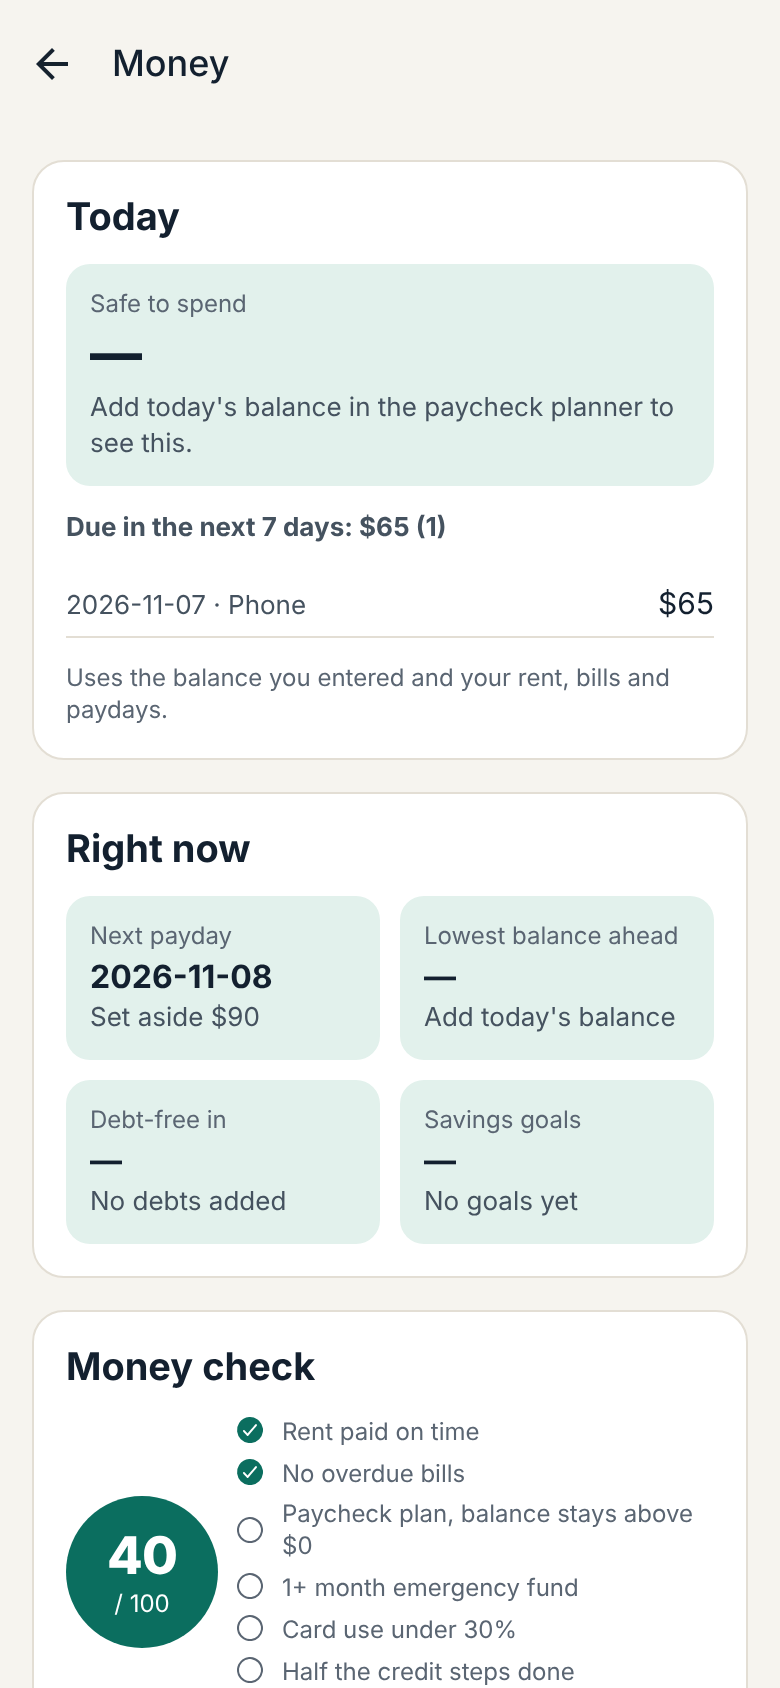 Money
Today
Safe to spend
—
Add today's balance in the paycheck planner to
see this.
Due in the next 7 days: $65 (1)
2026-11-07 · Phone $65
Uses the balance you entered and your rent, bills and
paydays.
Right now
Next payday
2026-11-08
Set aside $90
Lowest balance ahead
—
Add today's balance
Debt-free in
—
No debts added
Savings goals
—
No goals yet
Money check
40
/ 100
Rent paid on time
No overdue bills
Paycheck plan, balance stays above
$0
1+ month emergency fund
Card use under 30%
Half the credit steps done